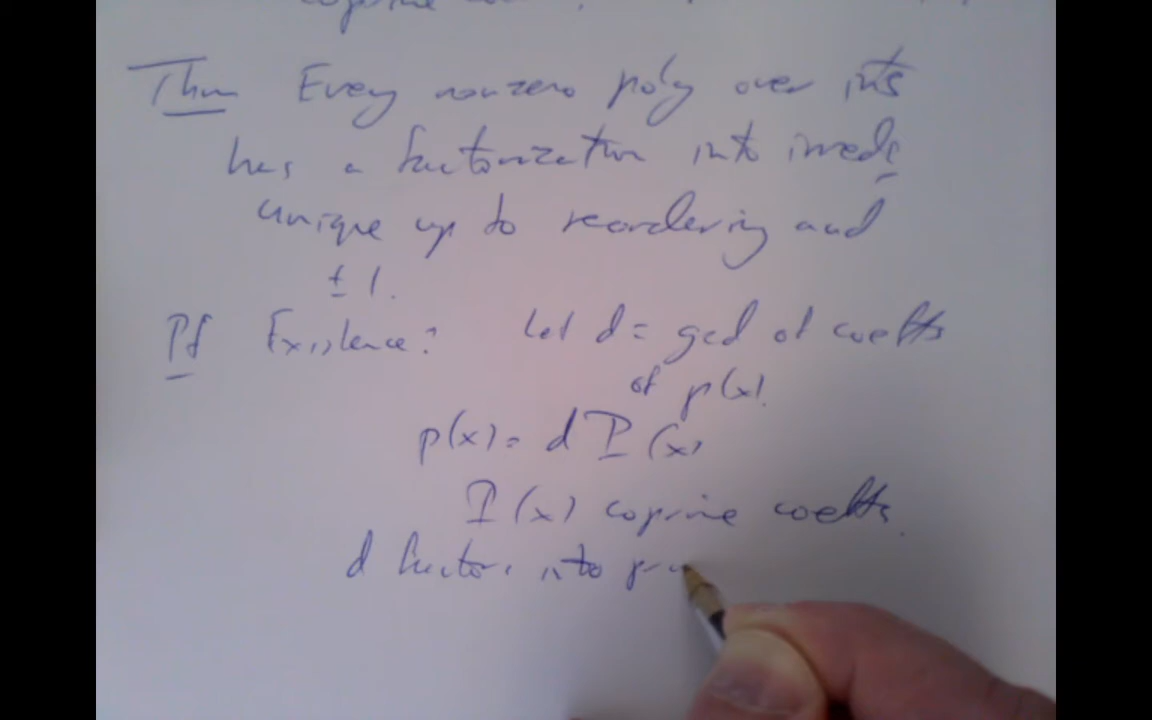 Thm Every nonzero poly over ints
has a factorization into irreds
unique up to reordering and
± 1.
Pf Existence: Let d = gcd of coeffs
of p(x).
p(x) = d P(x)
P(x) coprime coeffs.
d factors into pr